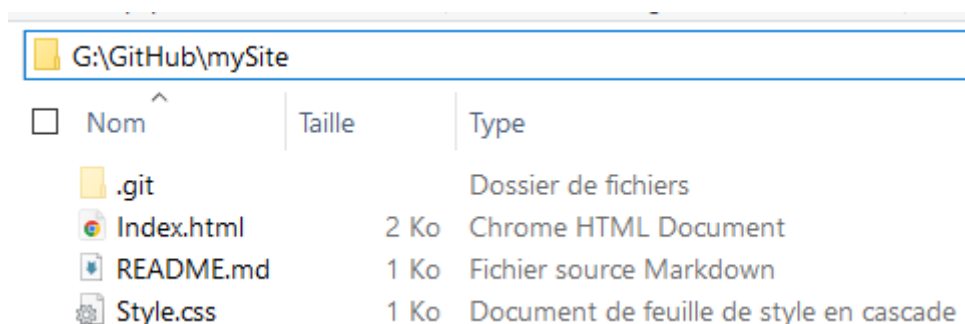 G:\GitHub\mySite
Nom Taille Type
.git Dossier de fichiers
Index.html 2 Ko Chrome HTML Document
README.md 1 Ko Fichier source Markdown
Style.css 1 Ko Document de feuille de style en cascade